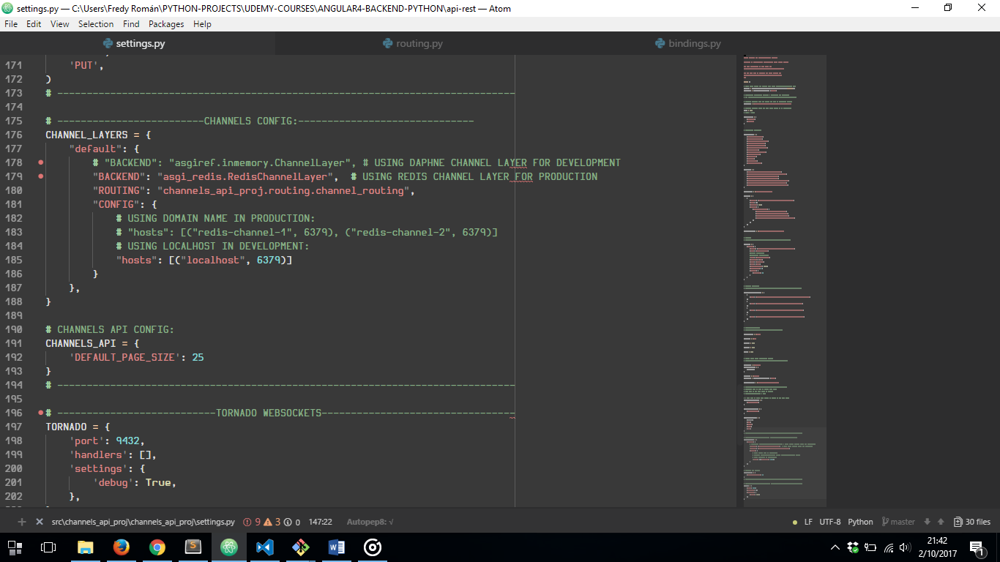 settings.py — C:\Users\Fredy Román\PYTHON-PROJECTS\UDEMY-COURSES\ANGULAR4-BACKEND-PYTHON\api-rest — Atom
File Edit View Selection Find Packages Help
settings.py routing.py bindings.py
171 'PUT',
172 )
173 # ------------------------------------------------------------------------------
174
175 # -------------------------CHANNELS CONFIG:------------------------------
176 CHANNEL_LAYERS = {
177 "default": {
178 # "BACKEND": "asgiref.inmemory.ChannelLayer", # USING DAPHNE CHANNEL LAYER FOR DEVELOPMENT
179 "BACKEND": "asgi_redis.RedisChannelLayer", # USING REDIS CHANNEL LAYER FOR PRODUCTION
180 "ROUTING": "channels_api_proj.routing.channel_routing",
181 "CONFIG": {
182 # USING DOMAIN NAME IN PRODUCTION:
183 # "hosts": [("redis-channel-1", 6379), ("redis-channel-2", 6379)]
184 # USING LOCALHOST IN DEVELOPMENT:
185 "hosts": [("localhost", 6379)]
186 }
187 },
188 }
189
190 # CHANNELS API CONFIG:
191 CHANNELS_API = {
192 'DEFAULT_PAGE_SIZE': 25
193 }
194 # ------------------------------------------------------------------------------
195
196 # ---------------------------TORNADO WEBSOCKETS---------------------------------
197 TORNADO = {
198 'port': 9432,
199 'handlers': [],
200 'settings': {
201 'debug': True,
202 },
src\channels_api_proj\channels_api_proj\settings.py 9 3 0 147:22 Autopep8: √ LF UTF-8 Python master 30 files
21:42
2/10/2017
1